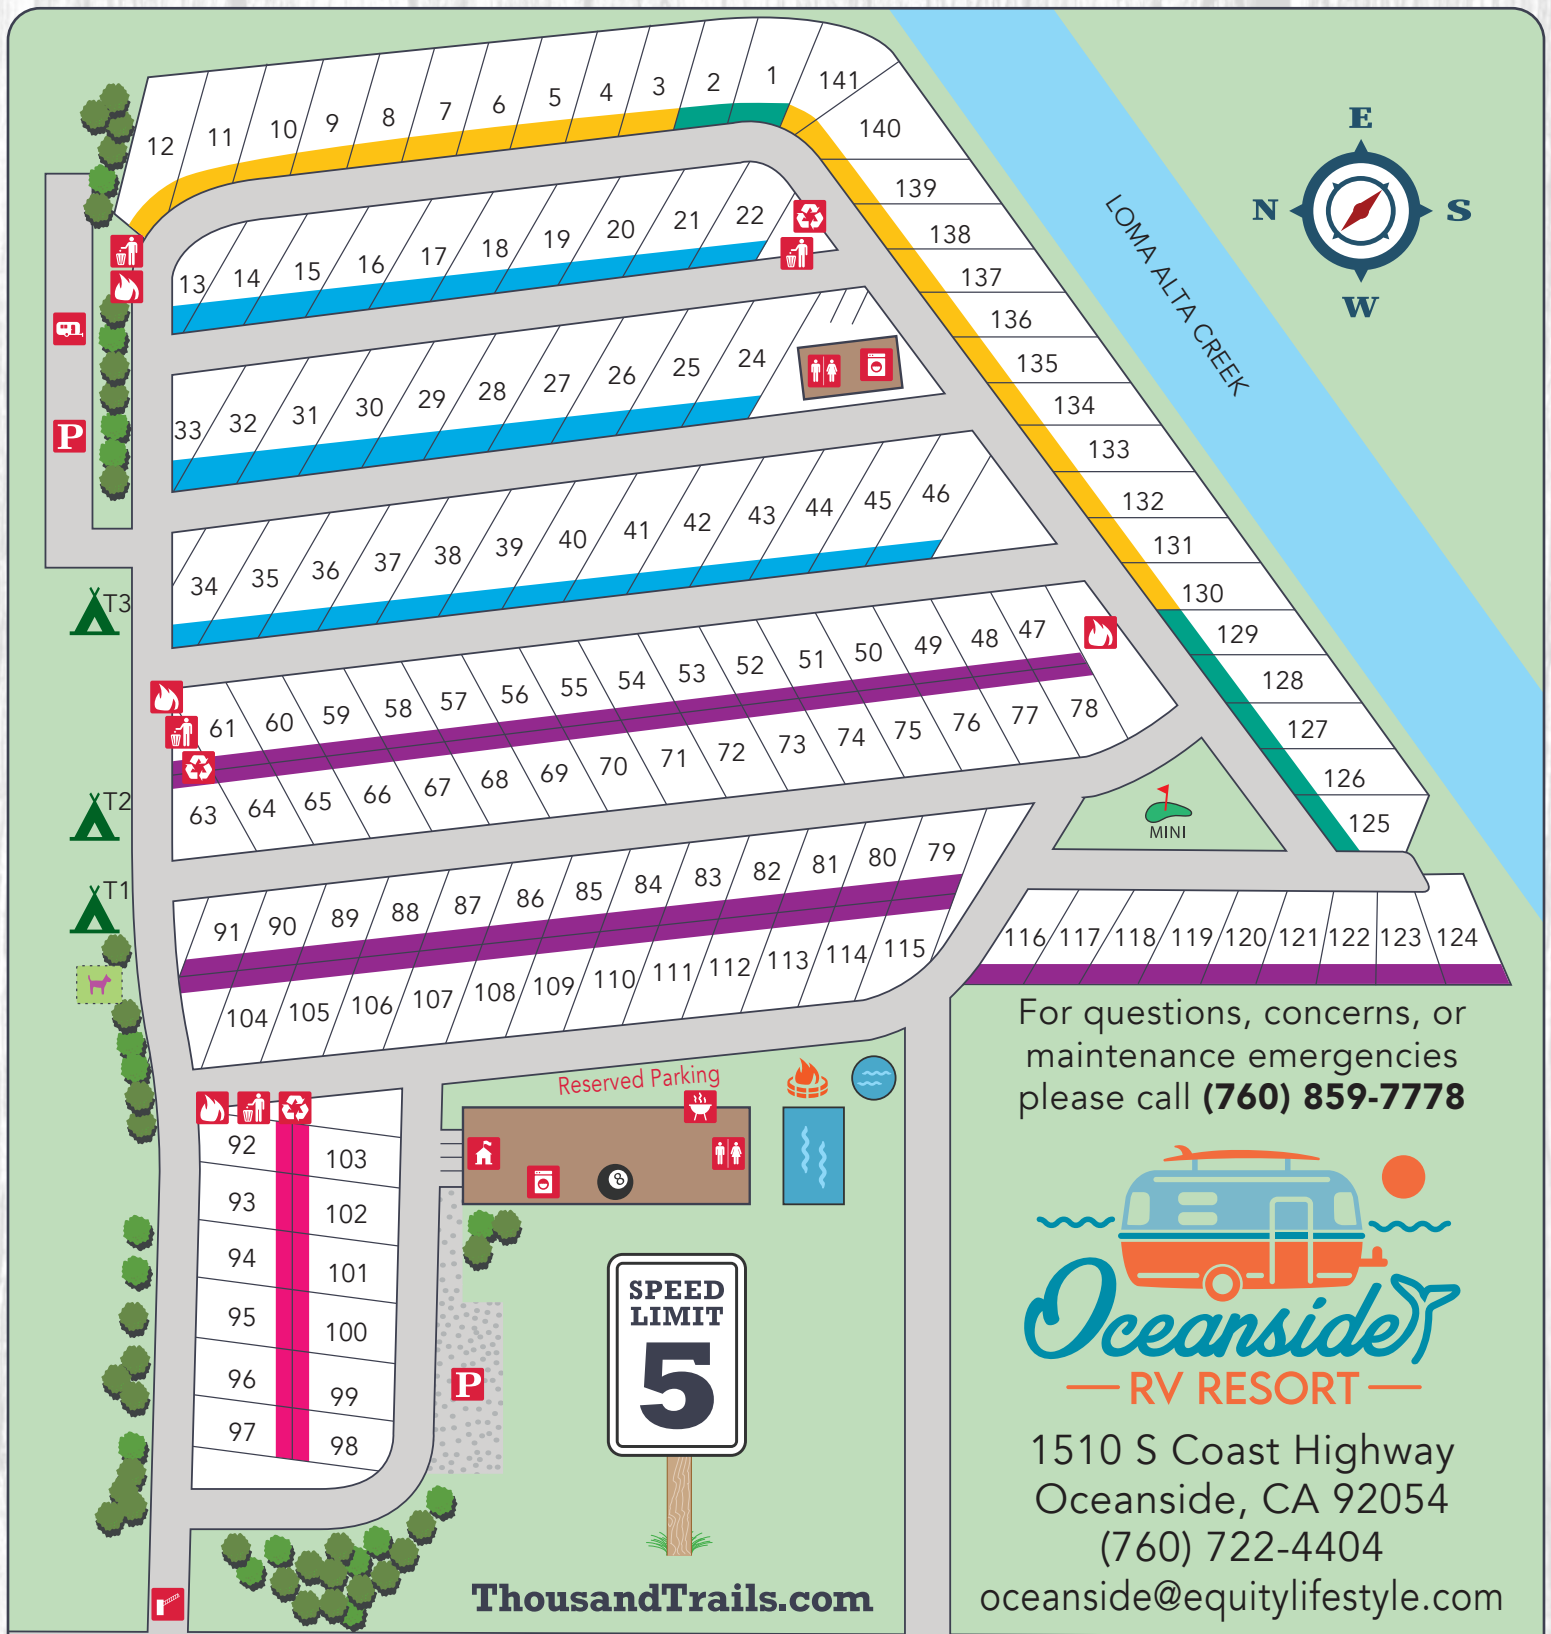 12 11 10 9 8 7 6 5 4 3 2 1 141
140
139
138
137
136
135
134
133
132
131
130
129
128
127
126
125
13 14 15 16 17 18 19 20 21 22
33 32 31 30 29 28 27 26 25 24
P
34 35 36 37 38 39 40 41 42 43 44 45 46
T3
61 60 59 58 57 56 55 54 53 52 51 50 49 48 47
63 64 65 66 67 68 69 70 71 72 73 74 75 76 77 78
T2
MINI
91 90 89 88 87 86 85 84 83 82 81 80 79
T1
104 105 106 107 108 109 110 111 112 113 114 115
116 117 118 119 120 121 122 123 124
E
N
S
W
LOMA ALTA CREEK
Reserved Parking
8
92 103
93 102
94 101
95 100
96 99
97 98
P
SPEED
LIMIT
5
ThousandTrails.com
For questions, concerns, or
maintenance emergencies
please call (760) 859-7778
Oceanside
RV RESORT
1510 S Coast Highway
Oceanside, CA 92054
(760) 722-4404
oceanside@equitylifestyle.com